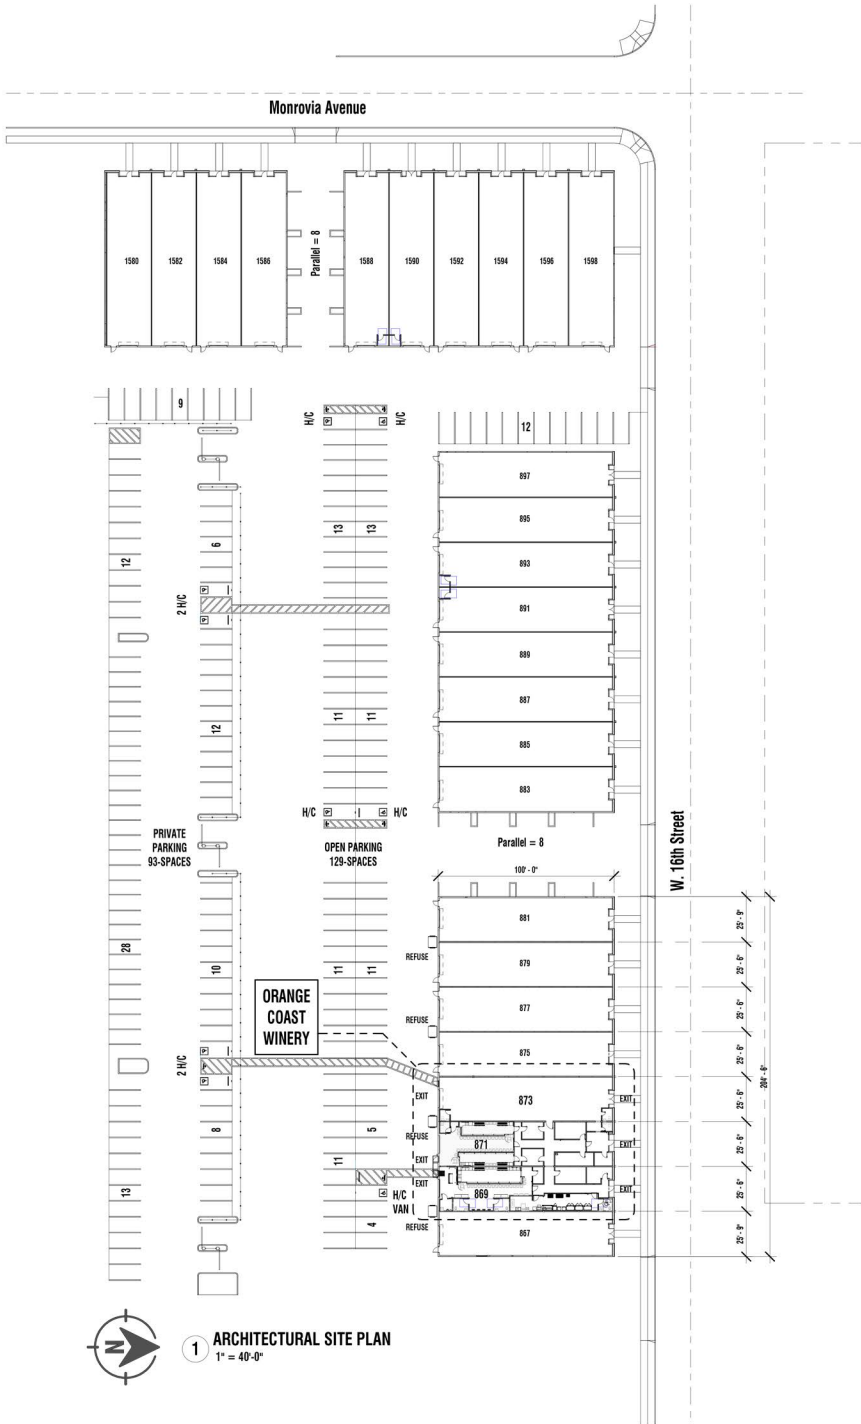 Monrovia Avenue
1580
1582
1584
1586
Parallel = 8
1588
1590
1592
1594
1596
1598
9
H/C
H/C
12
897
895
893
891
889
887
885
883
12
6
13
13
2 H/C
12
11
11
H/C
H/C
PRIVATE
PARKING
93-SPACES
OPEN PARKING
129-SPACES
Parallel = 8
W. 16th Street
100' - 0"
881
879
877
875
873
871
869
867
REFUSE
REFUSE
REFUSE
REFUSE
EXIT
EXIT
EXIT
EXIT
EXIT
EXIT
25' - 9"
25' - 6"
25' - 6"
25' - 6"
25' - 6"
25' - 6"
25' - 6"
25' - 9"
204' - 6"
28
10
11
11
ORANGE
COAST
WINERY
2 H/C
8
5
11
13
4
H/C
VAN
N
1
ARCHITECTURAL SITE PLAN
1" = 40'-0"